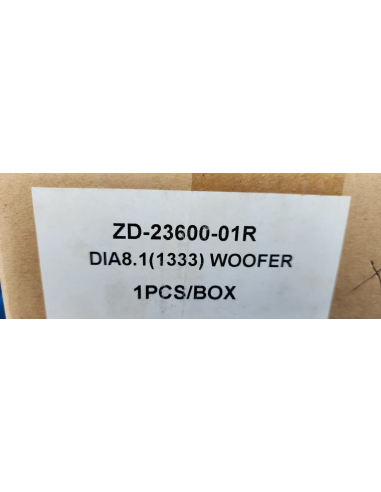 ZD-23600-01R
DIA8.1(1333) WOOFER
1PCS/BOX